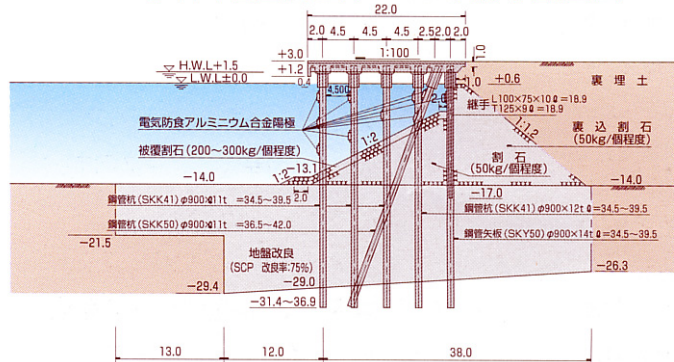 22.0
2.0 4.5 4.5 4.5 2.5 2.0 2.0
+3.0
1:100
1.0
H.W.L+1.5
L.W.L±0.0
+1.2
0.4
1.0
+0.6
裏埋土
4,500
2.0
継手 L100×75×10ℓ=18.9
T125×9ℓ=18.9
電気防食アルミニウム合金陽極
1:2
1:1.2
裏込割石
(50kg/個程度)
被覆割石(200〜300kg/個程度)
割石
(50kg/個程度)
-14.0
1:2
〜13.1
-14.0
2.0
-17.0
鋼管杭(SKK41)φ900×11t =34.5〜39.5
鋼管杭(SKK41)φ900×12tℓ=34.5〜39.5
鋼管杭(SKK50)φ900×11t =36.5〜42.0
鋼管矢板(SKY50)φ900×14tℓ=34.5〜39.5
-21.5
地盤改良
(SCP 改良率:75%)
-26.3
-29.4
-29.0
-31.4〜36.9
13.0
12.0
38.0